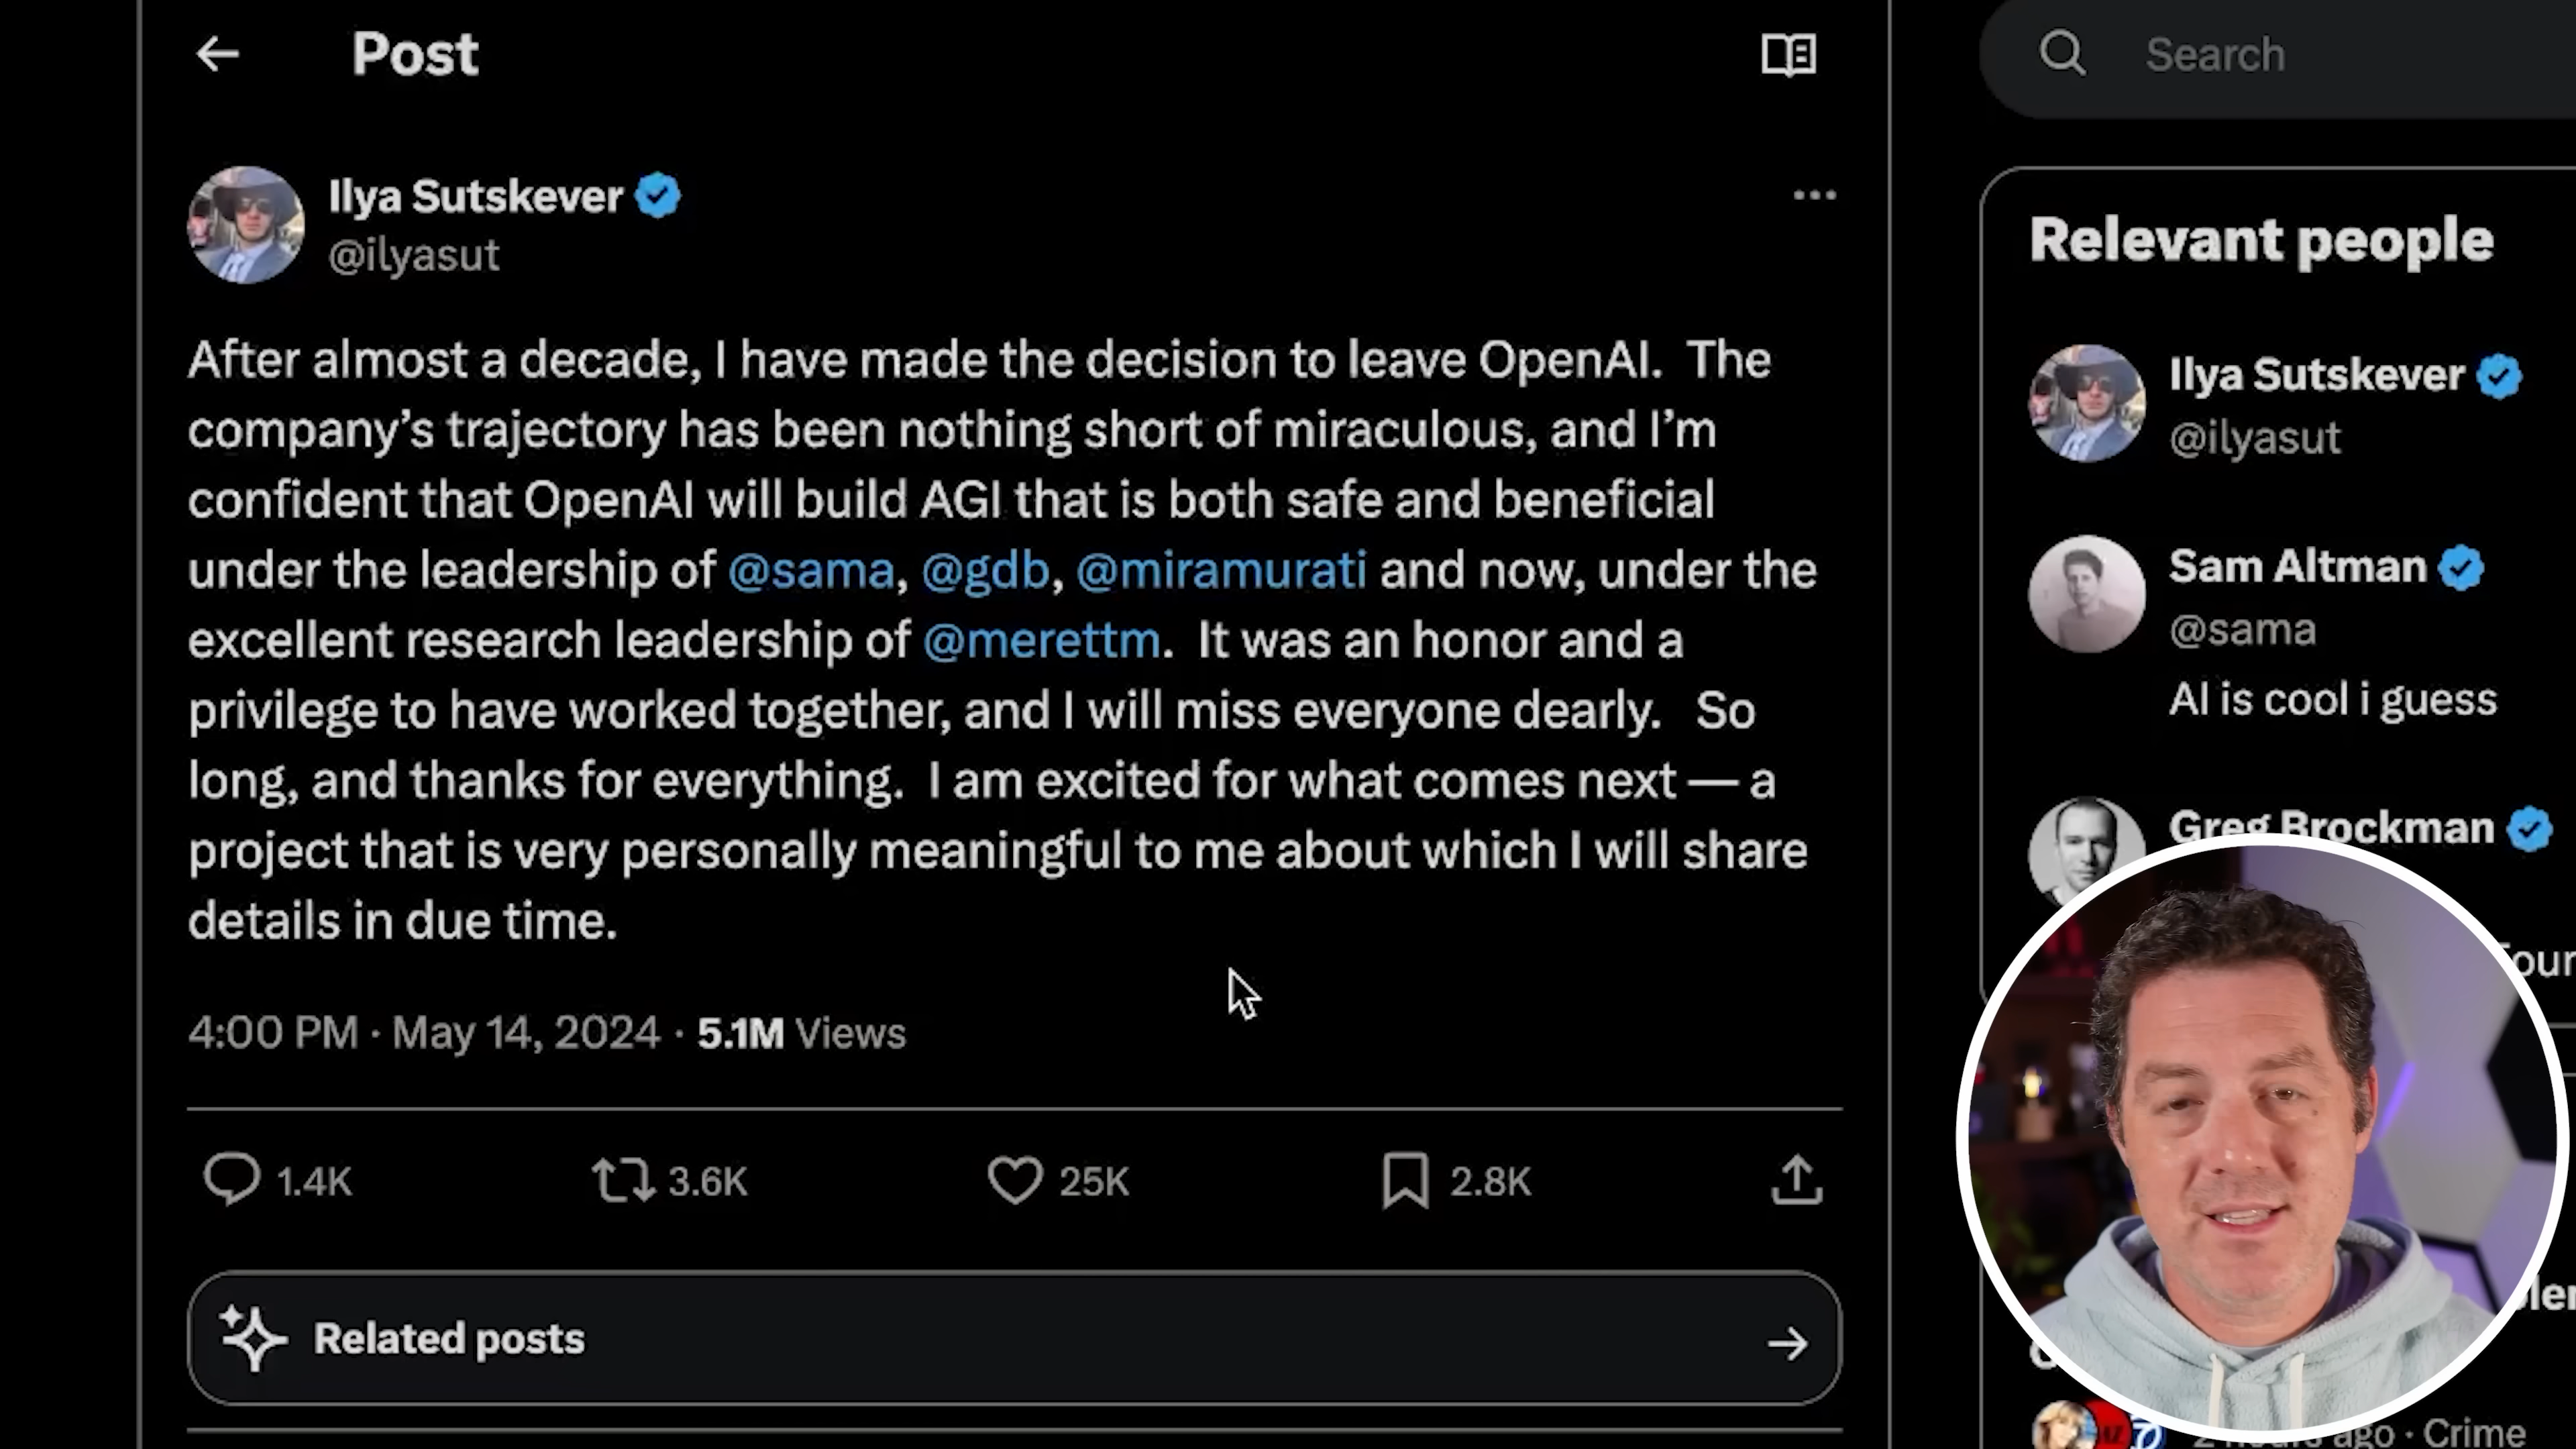 Post
Search
Ilya Sutskever
@ilyasut
After almost a decade, I have made the decision to leave OpenAI.  The
company’s trajectory has been nothing short of miraculous, and I’m
confident that OpenAI will build AGI that is both safe and beneficial
under the leadership of @sama, @gdb, @miramurati and now, under the
excellent research leadership of @merettm.  It was an honor and a
privilege to have worked together, and I will miss everyone dearly.   So
long, and thanks for everything.  I am excited for what comes next — a
project that is very personally meaningful to me about which I will share
details in due time.
4:00 PM · May 14, 2024 · 5.1M Views
1.4K 3.6K 25K 2.8K
Related posts
Relevant people
Ilya Sutskever
@ilyasut
Sam Altman
@sama
AI is cool i guess
Greg Brockman
ago · Crime